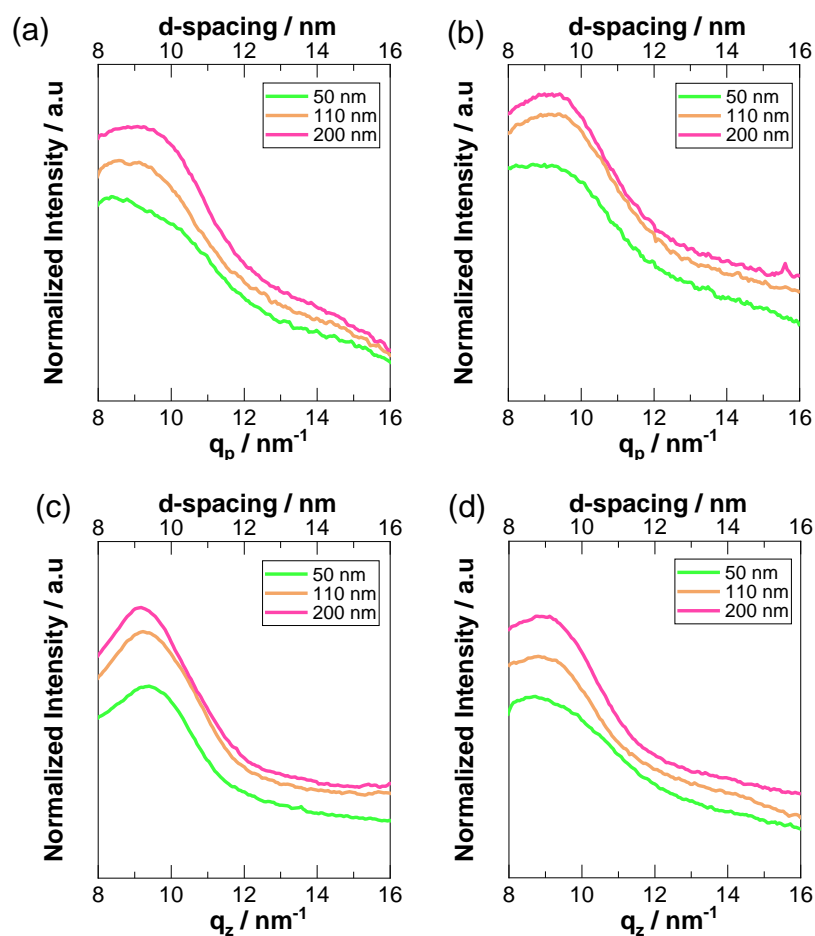 (a)
d-spacing / nm
8 10 12 14 16
50 nm
110 nm
200 nm
Normalized Intensity / a.u
8 10 12 14 16
q_p / nm⁻¹
(b)
d-spacing / nm
8 10 12 14 16
50 nm
110 nm
200 nm
Normalized Intensity / a.u
8 10 12 14 16
q_p / nm⁻¹
(c)
d-spacing / nm
8 10 12 14 16
50 nm
110 nm
200 nm
Normalized Intensity / a.u
8 10 12 14 16
q_z / nm⁻¹
(d)
d-spacing / nm
8 10 12 14 16
50 nm
110 nm
200 nm
Normalized Intensity / a.u
8 10 12 14 16
q_z / nm⁻¹